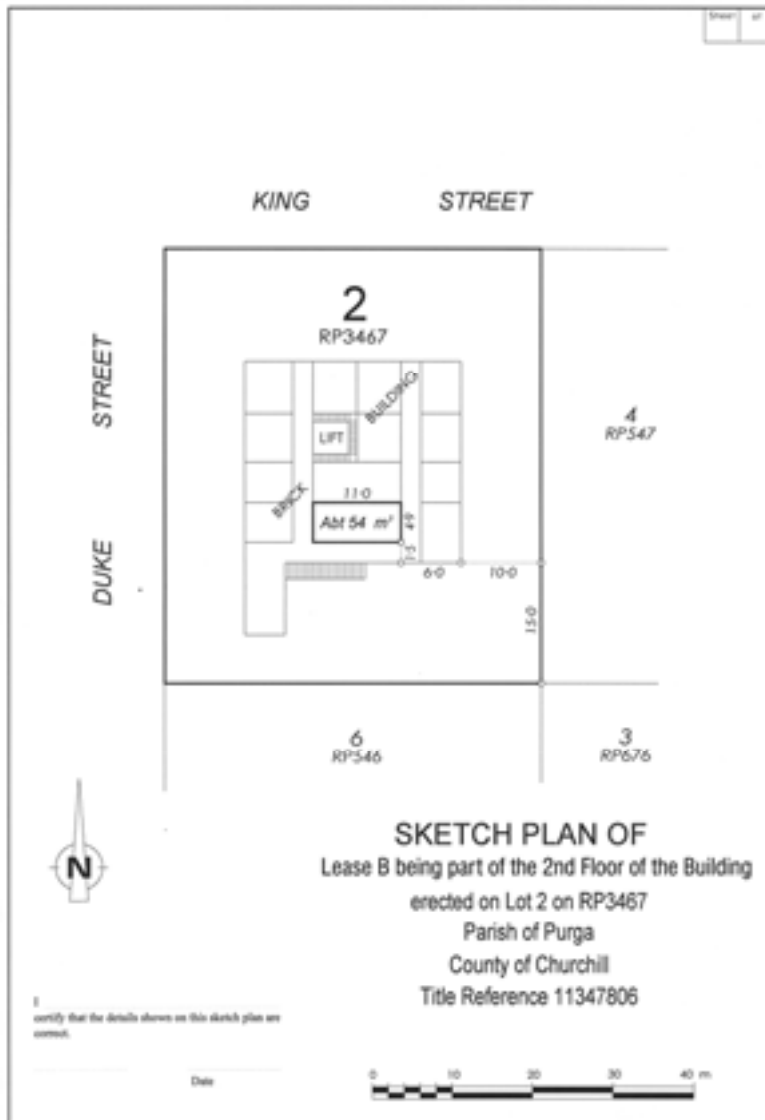 Sheet of
KING STREET
2
RP3467
DUKE STREET
BRICK BUILDING
LIFT
11·0
Abt 54 m²
4·9
1·5
6·0
10·0
15·0
4
RP547
6
RP546
3
RP676
N
SKETCH PLAN OF
Lease B being part of the 2nd Floor of the Building
erected on Lot 2 on RP3467
Parish of Purga
County of Churchill
Title Reference 11347806
I
certify that the details shown on this sketch plan are
correct.
Date
0 10 20 30 40 m